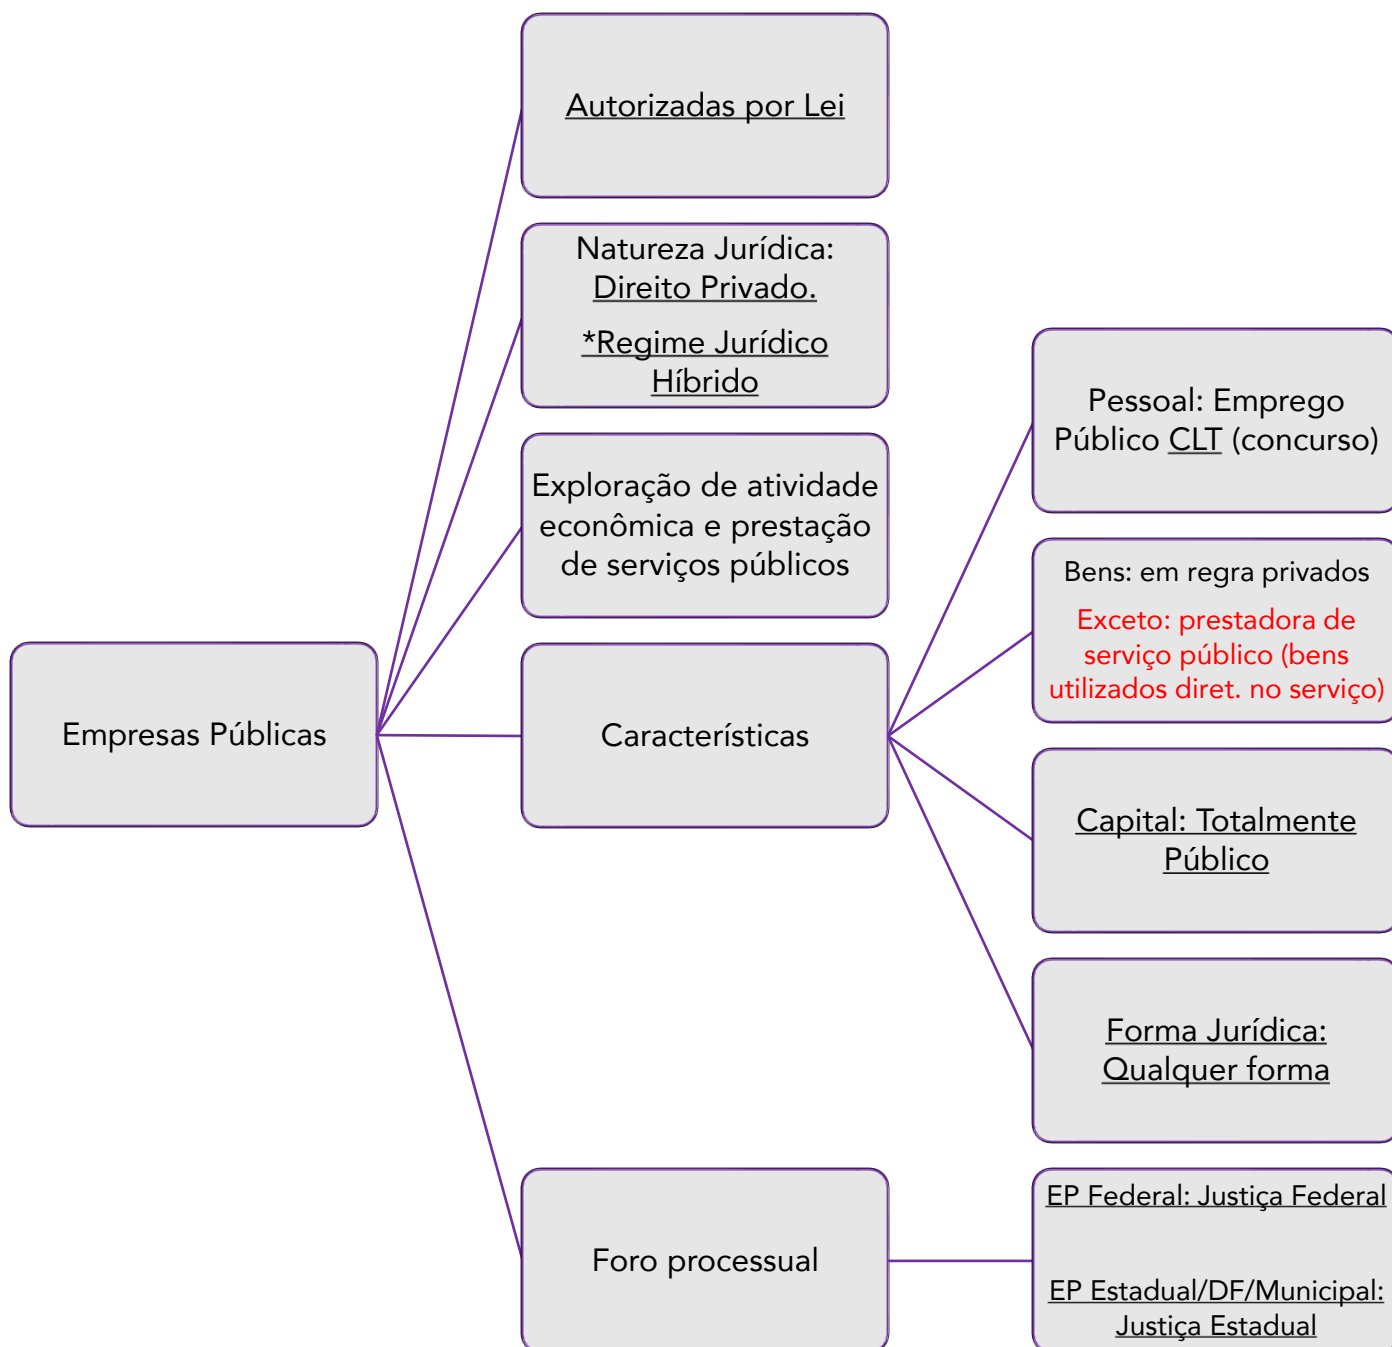 Autorizadas por Lei
Natureza Jurídica:
Direito Privado.
*Regime Jurídico
Híbrido
Exploração de atividade
econômica e prestação
de serviços públicos
Empresas Públicas
Características
Pessoal: Emprego
Público CLT (concurso)
Bens: em regra privados
Exceto: prestadora de
serviço público (bens
utilizados diret. no serviço)
Capital: Totalmente
Público
Forma Jurídica:
Qualquer forma
Foro processual
EP Federal: Justiça Federal
EP Estadual/DF/Municipal:
Justiça Estadual